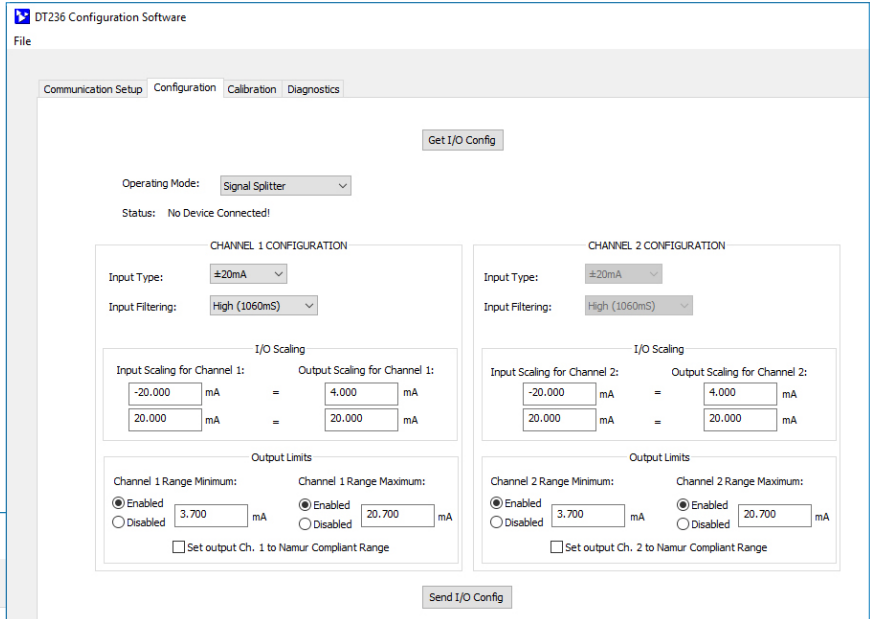 DT236 Configuration Software
File
Communication Setup Configuration Calibration Diagnostics
Get I/O Config
Operating Mode: Signal Splitter
Status: No Device Connected!
CHANNEL 1 CONFIGURATION
Input Type: ±20mA
Input Filtering: High (1060mS)
I/O Scaling
Input Scaling for Channel 1: Output Scaling for Channel 1:
-20.000 mA = 4.000 mA
20.000 mA = 20.000 mA
Output Limits
Channel 1 Range Minimum: Channel 1 Range Maximum:
Enabled Enabled
3.700 mA 20.700 mA
Disabled Disabled
Set output Ch. 1 to Namur Compliant Range
CHANNEL 2 CONFIGURATION
Input Type: ±20mA
Input Filtering: High (1060mS)
I/O Scaling
Input Scaling for Channel 2: Output Scaling for Channel 2:
-20.000 mA = 4.000 mA
20.000 mA = 20.000 mA
Output Limits
Channel 2 Range Minimum: Channel 2 Range Maximum:
Enabled Enabled
3.700 mA 20.700 mA
Disabled Disabled
Set output Ch. 2 to Namur Compliant Range
Send I/O Config